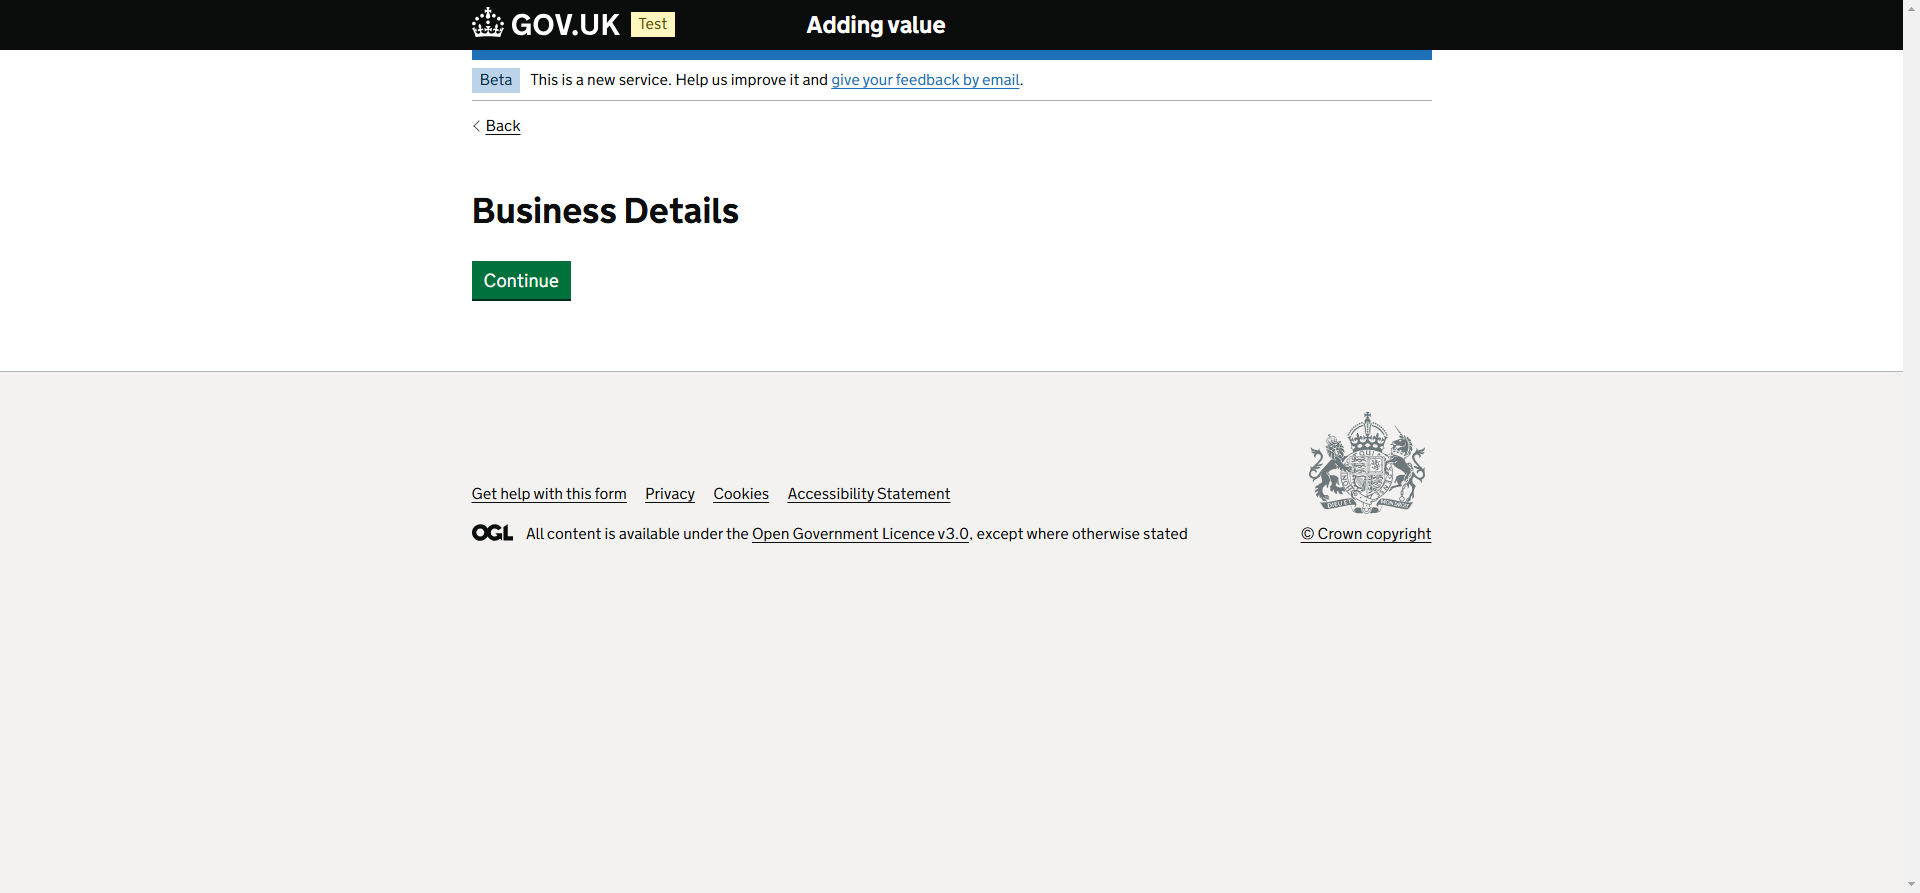 GOV.UK Test Adding value
Beta This is a new service. Help us improve it and give your feedback by email.
Back
Business Details
Continue
Get help with this form Privacy Cookies Accessibility Statement
OGL All content is available under the Open Government Licence v3.0, except where otherwise stated
© Crown copyright